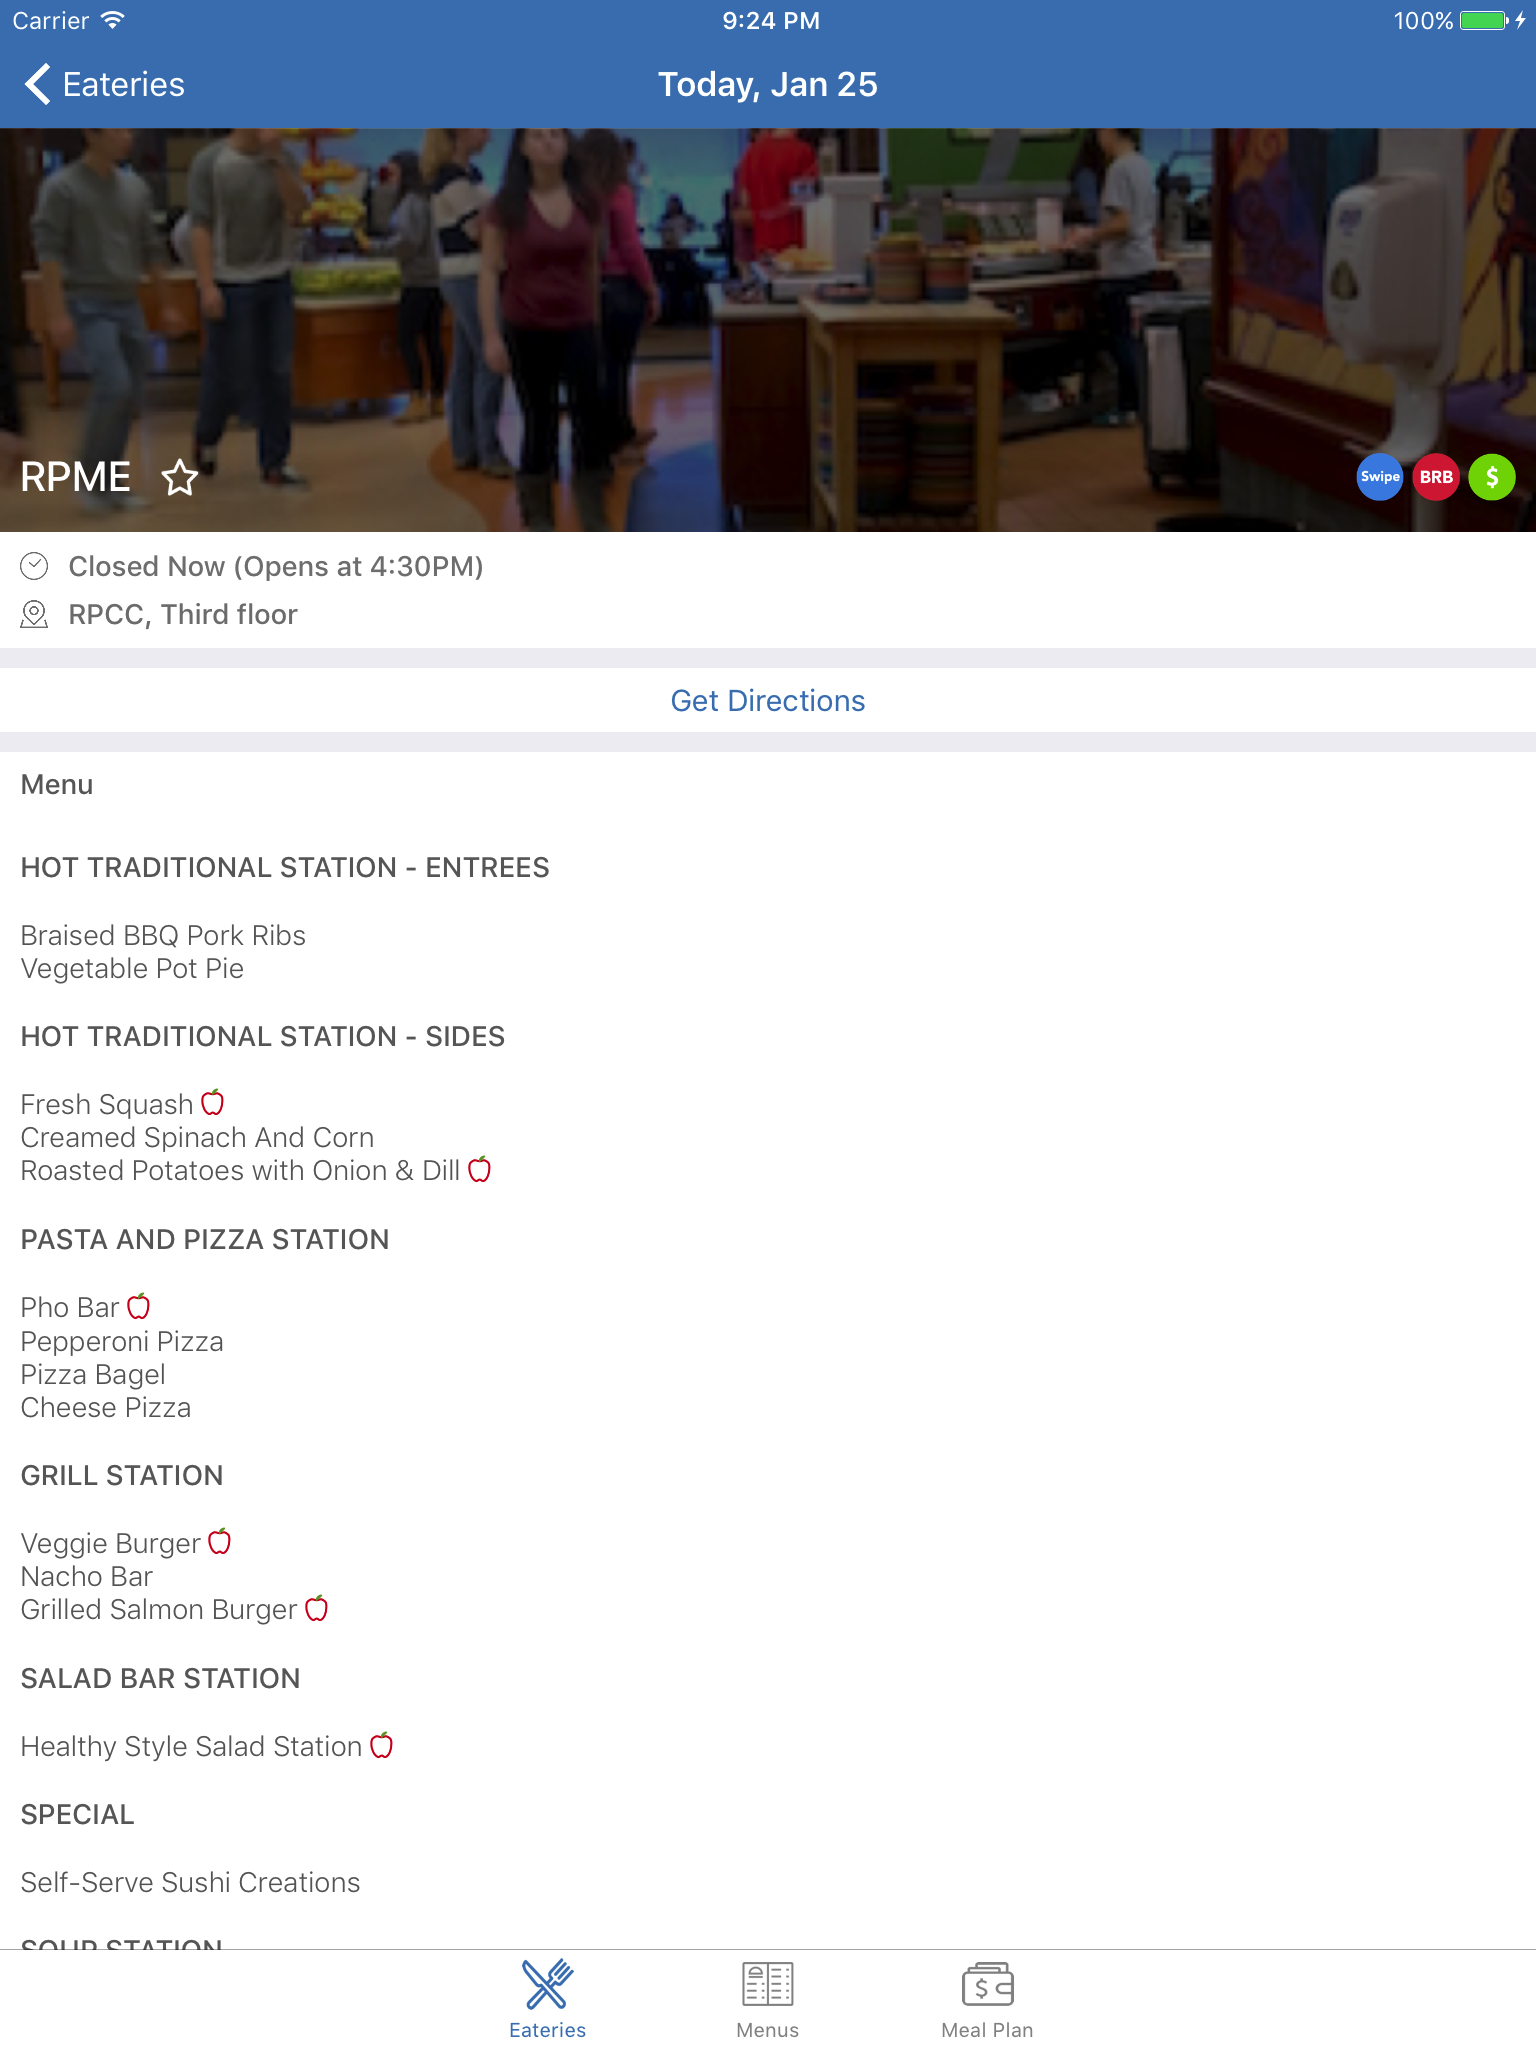 Carrier 9:24 PM 100%
Eateries Today, Jan 25
RPME Swipe BRB $
Closed Now (Opens at 4:30PM)
RPCC, Third floor
Get Directions
Menu
HOT TRADITIONAL STATION - ENTREES
Braised BBQ Pork Ribs
Vegetable Pot Pie
HOT TRADITIONAL STATION - SIDES
Fresh Squash
Creamed Spinach And Corn
Roasted Potatoes with Onion & Dill
PASTA AND PIZZA STATION
Pho Bar
Pepperoni Pizza
Pizza Bagel
Cheese Pizza
GRILL STATION
Veggie Burger
Nacho Bar
Grilled Salmon Burger
SALAD BAR STATION
Healthy Style Salad Station
SPECIAL
Self-Serve Sushi Creations
SOUP STATION
Eateries Menus Meal Plan